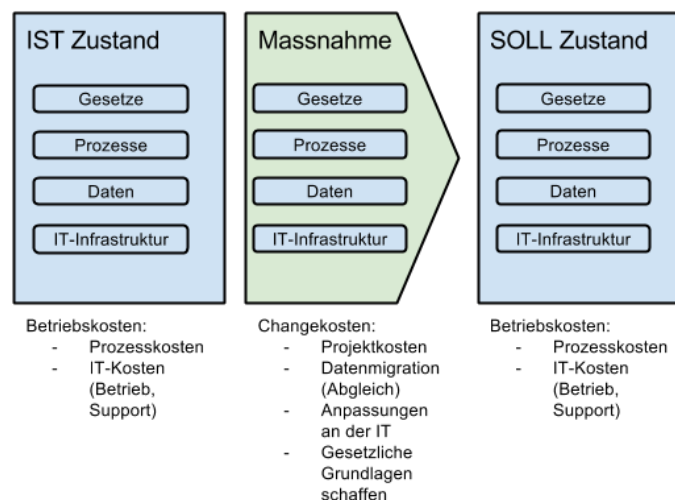 IST Zustand
Gesetze
Prozesse
Daten
IT-Infrastruktur
Betriebskosten:
- Prozesskosten
- IT-Kosten
(Betrieb,
Support)
Massnahme
Gesetze
Prozesse
Daten
IT-Infrastruktur
Changekosten:
- Projektkosten
- Datenmigration
(Abgleich)
- Anpassungen
an der IT
- Gesetzliche
Grundlagen
schaffen
SOLL Zustand
Gesetze
Prozesse
Daten
IT-Infrastruktur
Betriebskosten:
- Prozesskosten
- IT-Kosten
(Betrieb,
Support)